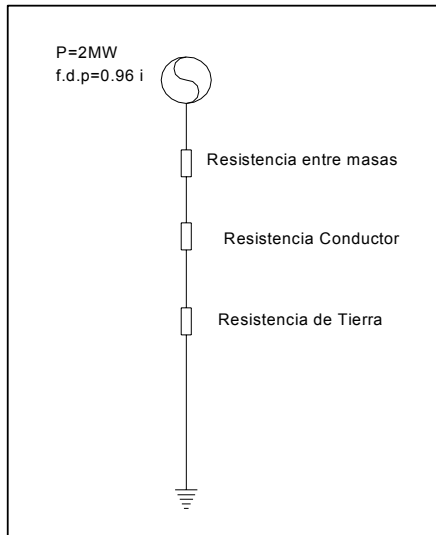 P=2MW
f.d.p=0.96 i
Resistencia entre masas
Resistencia Conductor
Resistencia de Tierra